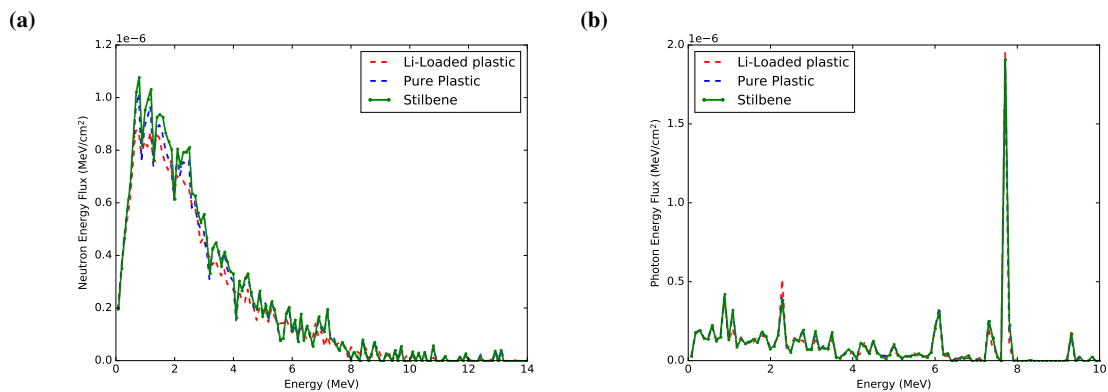 (a)
1e−6
1.2
1.0
0.8
0.6
0.4
0.2
0.0
0 2 4 6 8 10 12 14
Neutron Energy Flux (MeV/cm²)
Energy (MeV)
Li-Loaded plastic
Pure Plastic
Stilbene
(b)
1e−6
2.0
1.5
1.0
0.5
0.0
0 2 4 6 8 10
Photon Energy Flux (MeV/cm²)
Energy (MeV)
Li-Loaded plastic
Pure Plastic
Stilbene